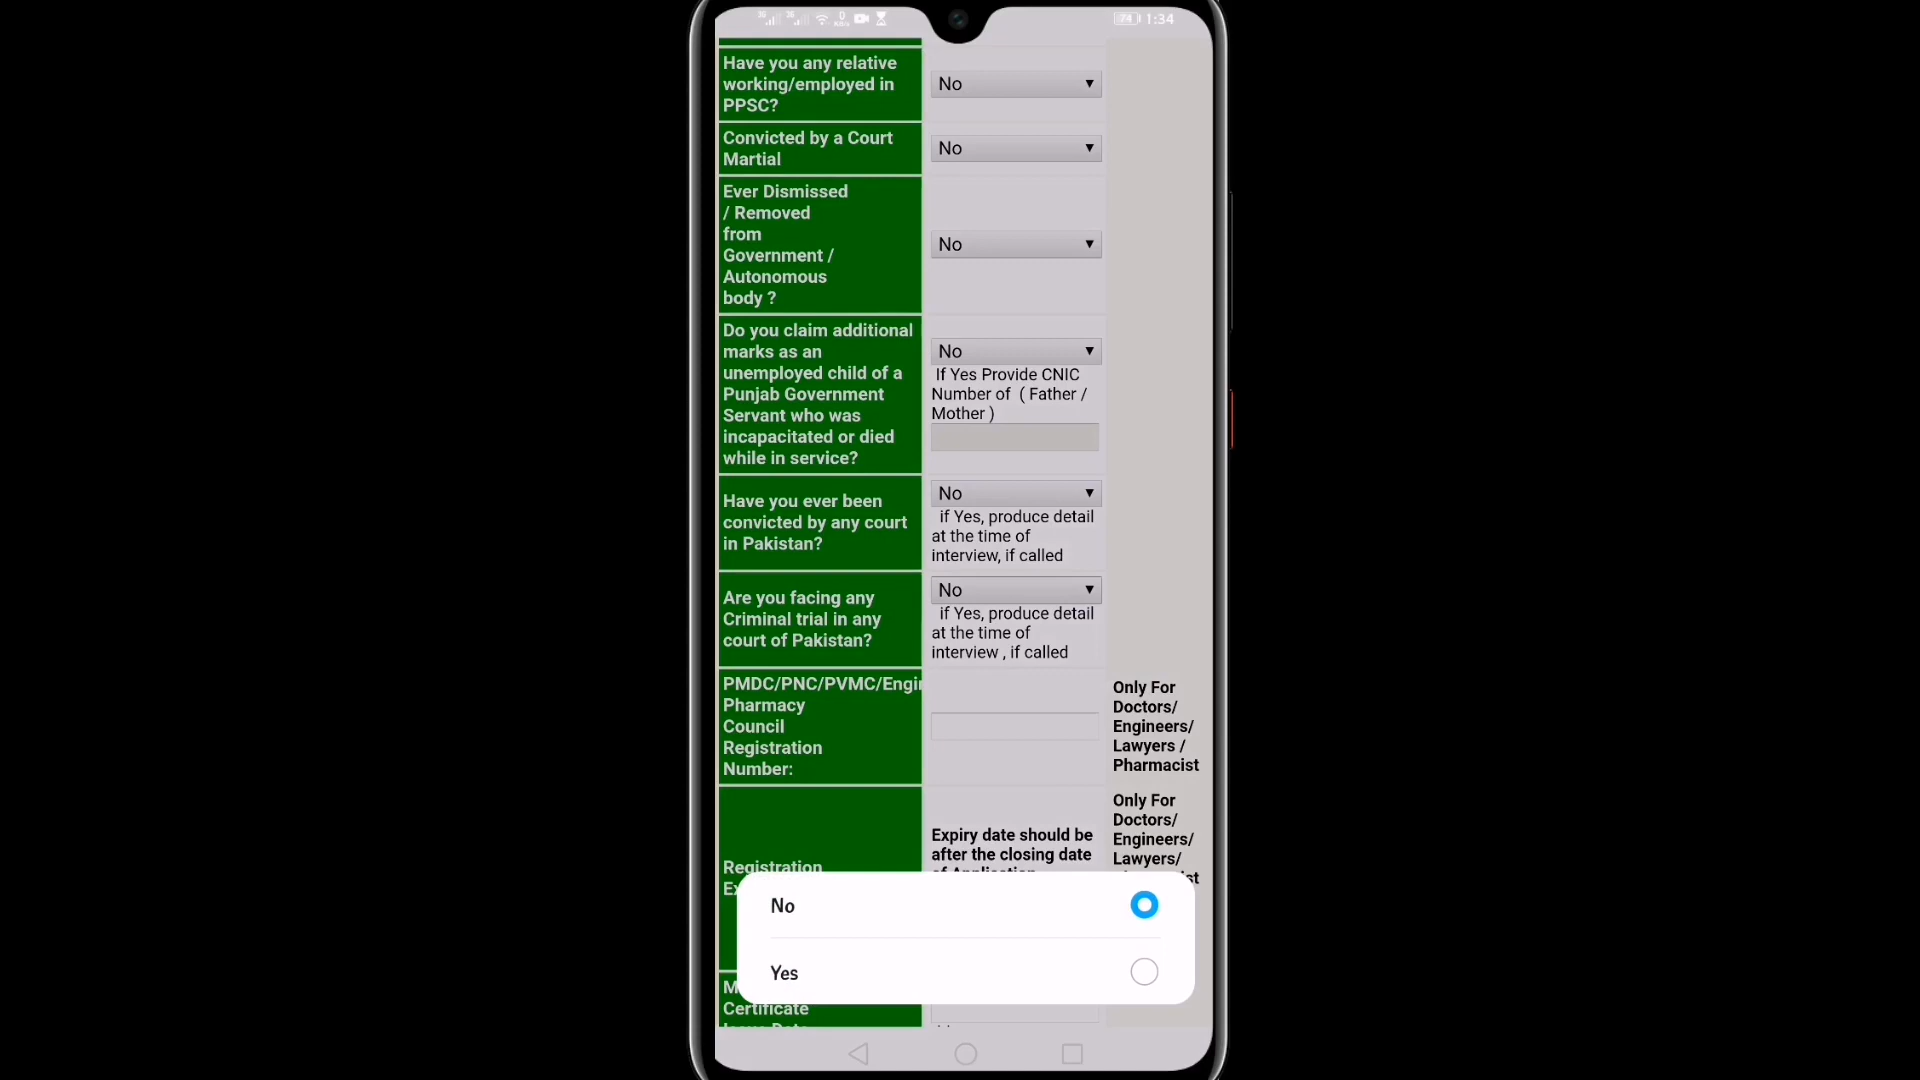 74 1:34
Have you any relative
working/employed in
PPSC?
No
Convicted by a Court
Martial
No
Ever Dismissed
/ Removed
from
Government /
Autonomous
body ?
No
Do you claim additional
marks as an
unemployed child of a
Punjab Government
Servant who was
incapacitated or died
while in service?
No
If Yes Provide CNIC
Number of ( Father /
Mother )
Have you ever been
convicted by any court
in Pakistan?
No
if Yes, produce detail
at the time of
interview, if called
Are you facing any
Criminal trial in any
court of Pakistan?
No
if Yes, produce detail
at the time of
interview , if called
PMDC/PNC/PVMC/Engi
Pharmacy
Council
Registration
Number:
Only For
Doctors/
Engineers/
Lawyers /
Pharmacist
Registration
Expiry date should be
after the closing date
of Application
Only For
Doctors/
Engineers/
Lawyers/
No
Yes
Certificate